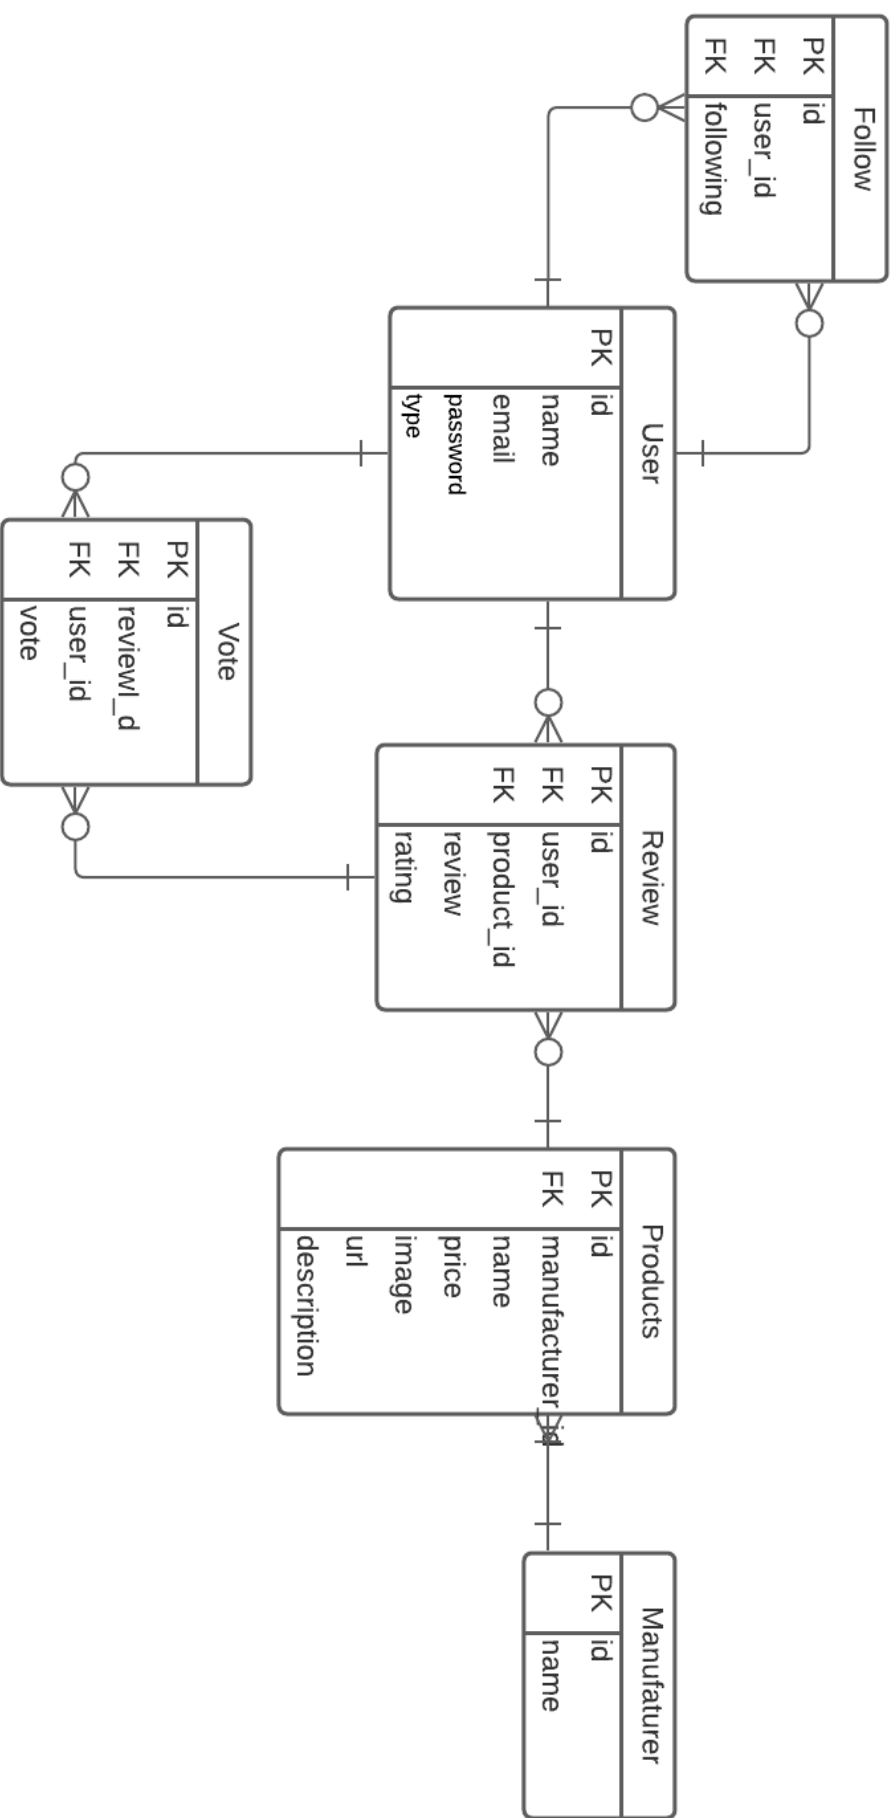 Follow
PK id
FK user_id
FK following
User
PK id
name
email
password
type
Vote
PK id
FK reviewI_d
FK user_id
vote
Review
PK id
FK user_id
FK product_id
review
rating
Products
PK id
FK manufacturer_id
name
price
image
url
description
Manufaturer
PK id
name